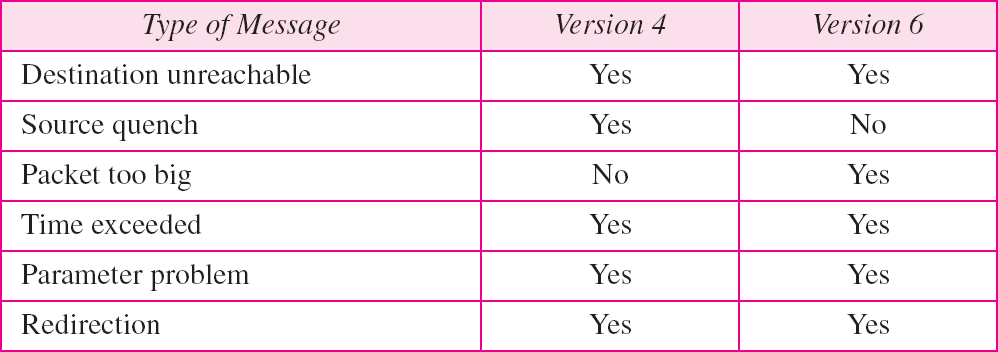 Type of Message Version 4 Version 6
Destination unreachable Yes Yes
Source quench Yes No
Packet too big No Yes
Time exceeded Yes Yes
Parameter problem Yes Yes
Redirection Yes Yes